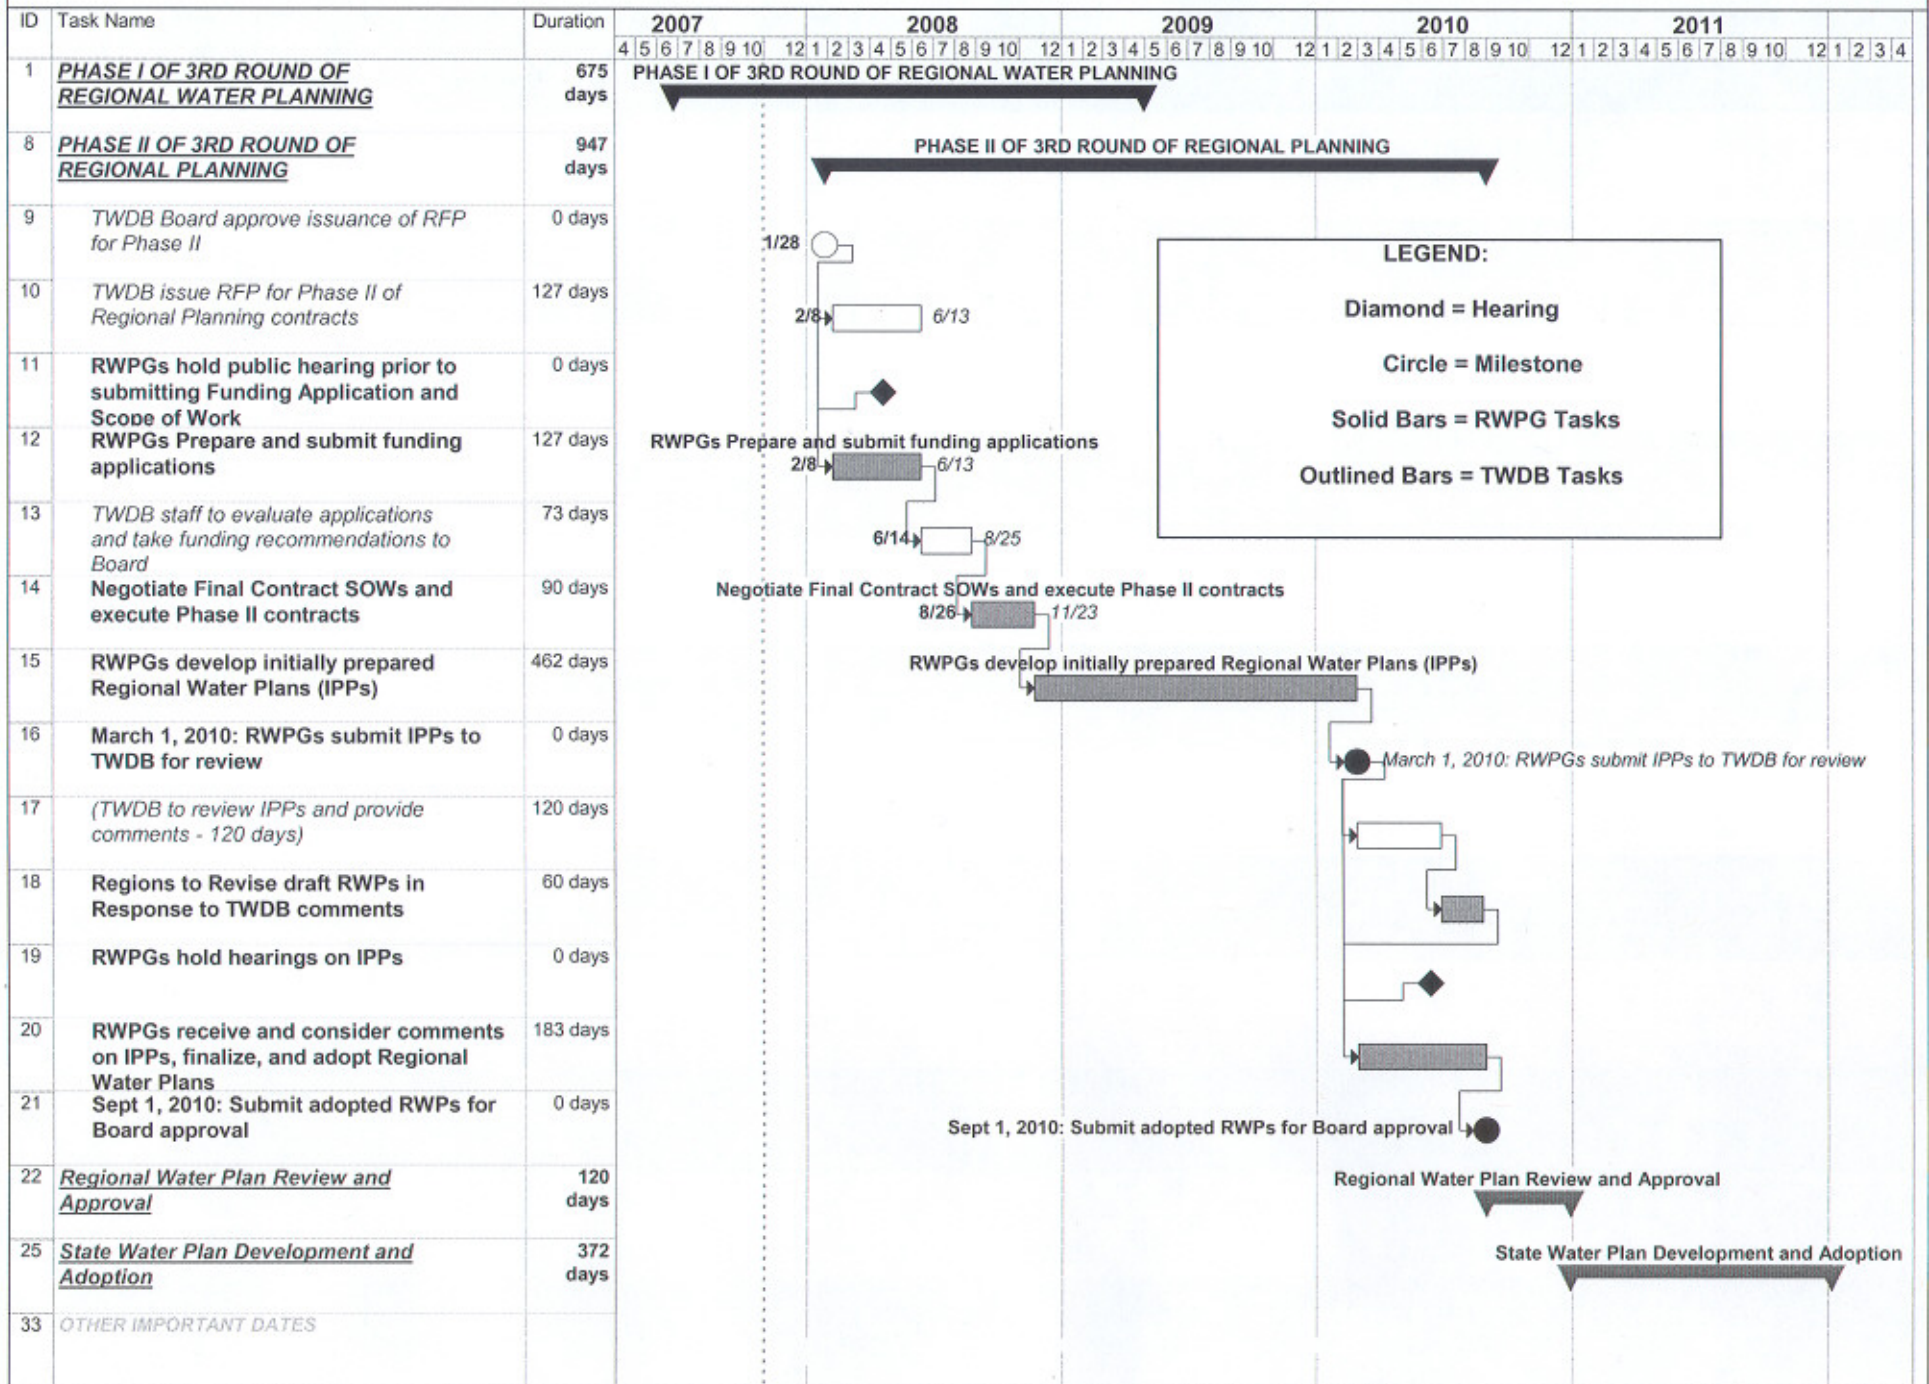 ID Task Name Duration 2007 2008 2009 2010 2011
4 5 6 7 8 9 10 12 1 2 3 4 5 6 7 8 9 10 12 1 2 3 4 5 6 7 8 9 10 12 1 2 3 4 5 6 7 8 9 10 12 1 2 3 4 5 6 7 8 9 10 12 1 2 3 4
1 PHASE I OF 3RD ROUND OF 675 PHASE I OF 3RD ROUND OF REGIONAL WATER PLANNING
REGIONAL WATER PLANNING days
8 PHASE II OF 3RD ROUND OF 947 PHASE II OF 3RD ROUND OF REGIONAL PLANNING
REGIONAL PLANNING days
9 TWDB Board approve issuance of RFP 0 days
for Phase II 1/28
LEGEND:
Diamond = Hearing
Circle = Milestone
Solid Bars = RWPG Tasks
Outlined Bars = TWDB Tasks
10 TWDB issue RFP for Phase II of 127 days
Regional Planning contracts 2/8 6/13
11 RWPGs hold public hearing prior to 0 days
submitting Funding Application and
Scope of Work
12 RWPGs Prepare and submit funding 127 days RWPGs Prepare and submit funding applications
applications 2/8 6/13
13 TWDB staff to evaluate applications 73 days
and take funding recommendations to 6/14 8/25
Board
14 Negotiate Final Contract SOWs and 90 days Negotiate Final Contract SOWs and execute Phase II contracts
execute Phase II contracts 8/26 11/23
15 RWPGs develop initially prepared 462 days RWPGs develop initially prepared Regional Water Plans (IPPs)
Regional Water Plans (IPPs)
16 March 1, 2010: RWPGs submit IPPs to 0 days
TWDB for review March 1, 2010: RWPGs submit IPPs to TWDB for review
17 (TWDB to review IPPs and provide 120 days
comments - 120 days)
18 Regions to Revise draft RWPs in 60 days
Response to TWDB comments
19 RWPGs hold hearings on IPPs 0 days
20 RWPGs receive and consider comments 183 days
on IPPs, finalize, and adopt Regional
Water Plans
21 Sept 1, 2010: Submit adopted RWPs for 0 days
Board approval Sept 1, 2010: Submit adopted RWPs for Board approval
22 Regional Water Plan Review and 120 Regional Water Plan Review and Approval
Approval days
25 State Water Plan Development and 372 State Water Plan Development and Adoption
Adoption days
33 OTHER IMPORTANT DATES